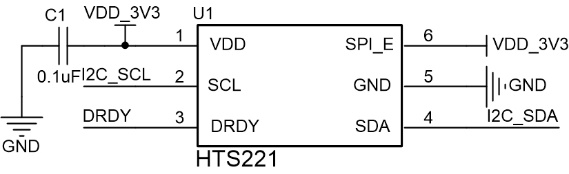 C1 VDD_3V3 U1
1 VDD SPI_E 6 VDD_3V3
0.1uF I2C_SCL 2 SCL GND 5 GND
DRDY 3 DRDY SDA 4 I2C_SDA
GND HTS221